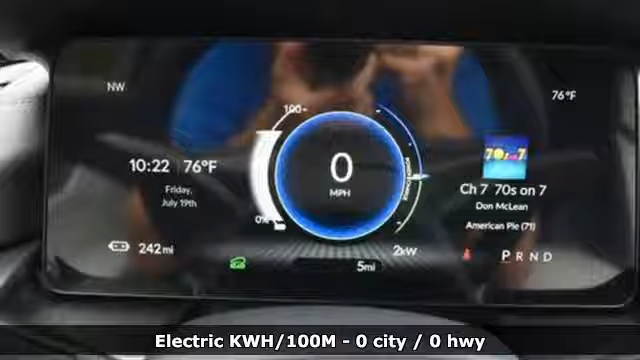 NW
76°F
100
10:22 76°F
Friday,
July 19th
242 mi
0%
0
MPH
2kW
5mi
70s on 7
Ch 7 70s on 7
Don McLean
American Pie (71)
P R N D
Electric KWH/100M - 0 city / 0 hwy